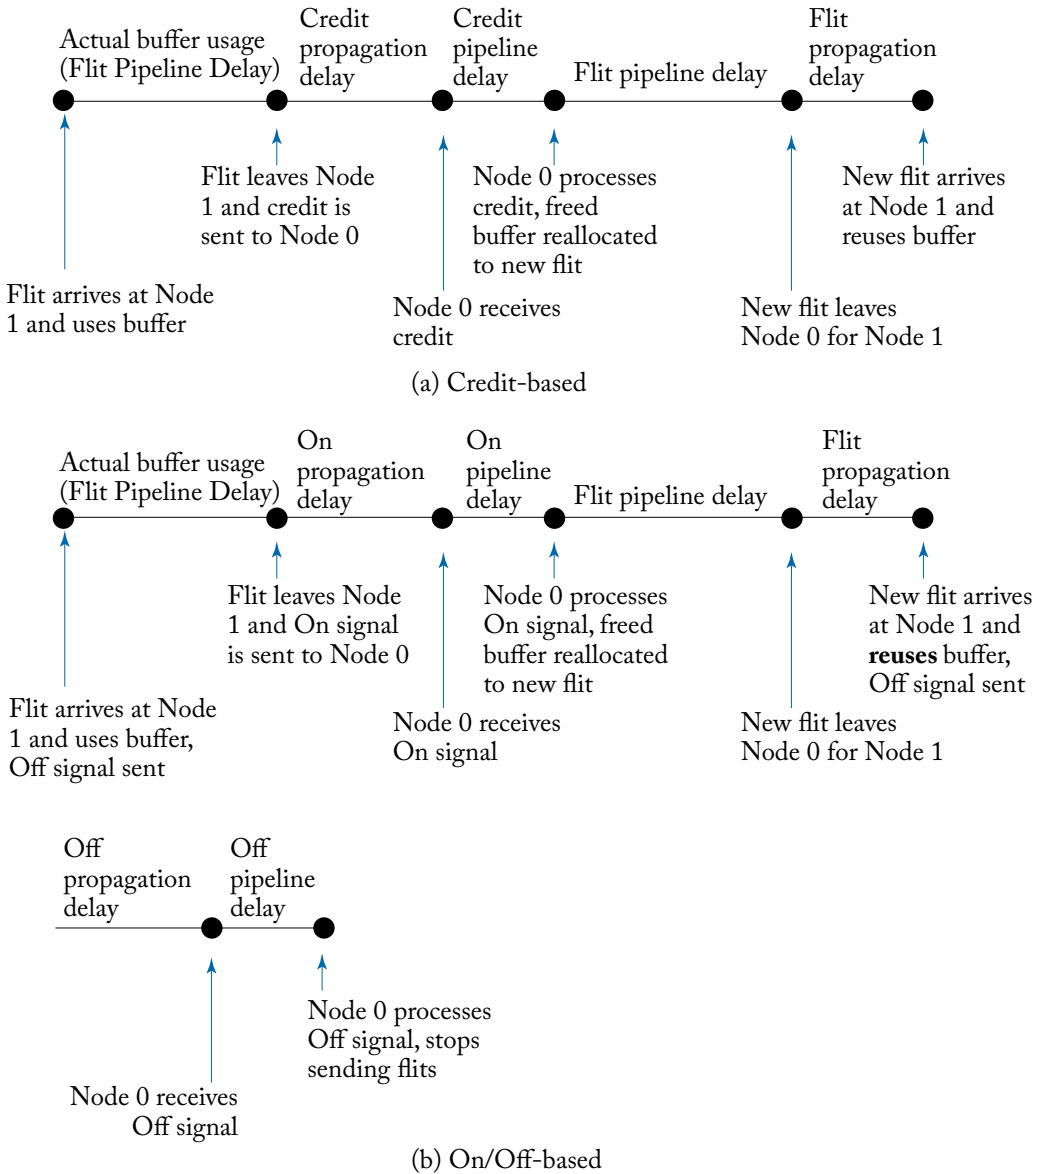 Actual buffer usage
(Flit Pipeline Delay)
Credit
propagation
delay
Credit
pipeline
delay
Flit pipeline delay
Flit
propagation
delay
Flit arrives at Node
1 and uses buffer
Flit leaves Node
1 and credit is
sent to Node 0
Node 0 receives
credit
Node 0 processes
credit, freed
buffer reallocated
to new flit
New flit leaves
Node 0 for Node 1
New flit arrives
at Node 1 and
reuses buffer
(a) Credit-based
Actual buffer usage
(Flit Pipeline Delay)
On
propagation
delay
On
pipeline
delay
Flit pipeline delay
Flit
propagation
delay
Flit arrives at Node
1 and uses buffer,
Off signal sent
Flit leaves Node
1 and On signal
is sent to Node 0
Node 0 receives
On signal
Node 0 processes
On signal, freed
buffer reallocated
to new flit
New flit leaves
Node 0 for Node 1
New flit arrives
at Node 1 and
reuses buffer,
Off signal sent
Off
propagation
delay
Off
pipeline
delay
Node 0 receives
Off signal
Node 0 processes
Off signal, stops
sending flits
(b) On/Off-based